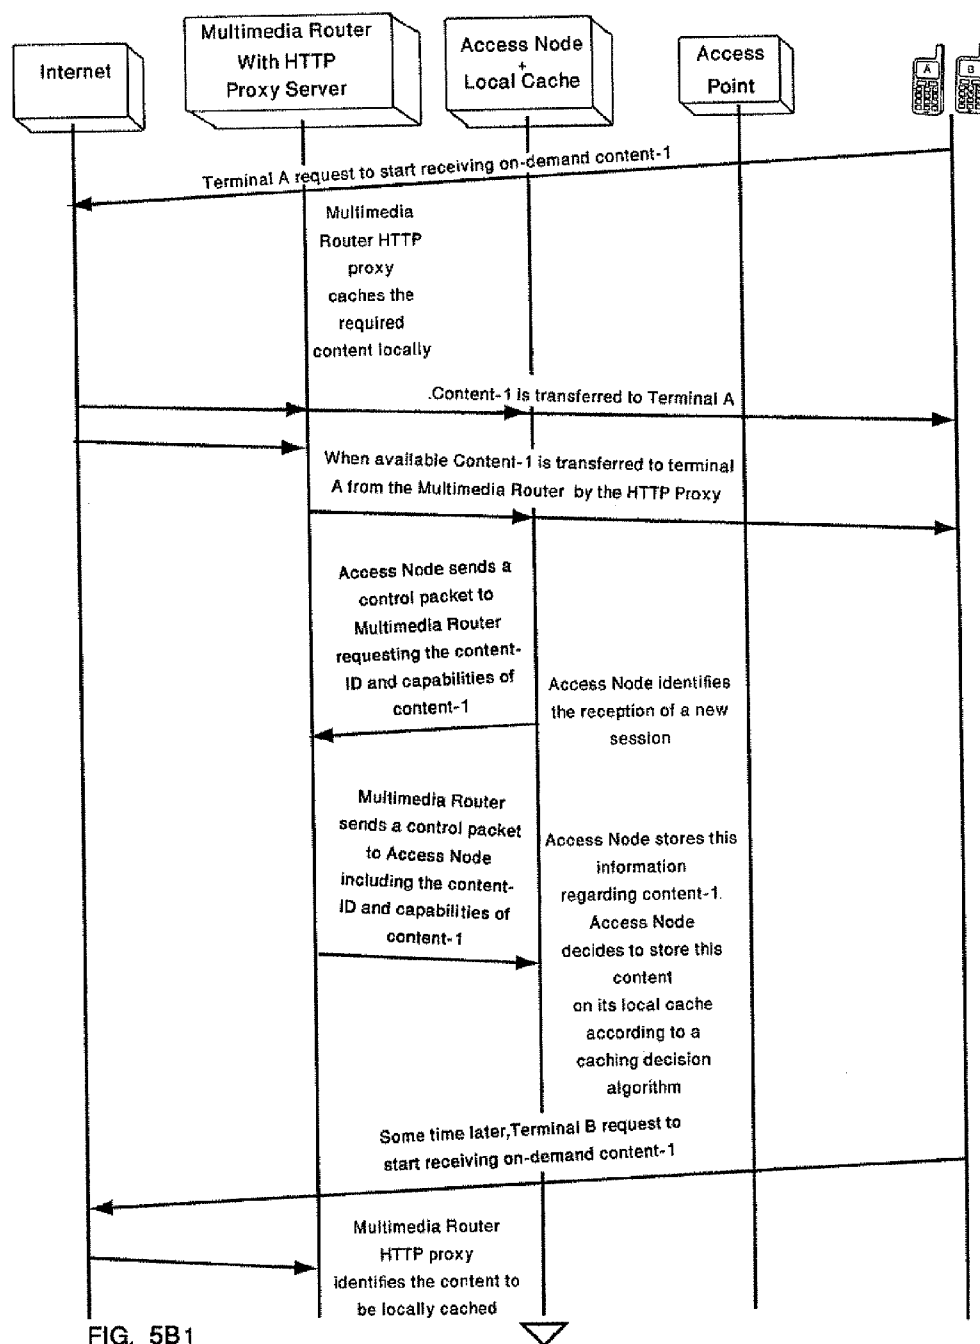 Internet
Multimedia Router
With HTTP
Proxy Server
Access Node
+
Local Cache
Access
Point
A
B
Terminal A request to start receiving on-demand content-1
Multimedia
Router HTTP
proxy
caches the
required
content locally
.Content-1 is transferred to Terminal A
When available Content-1 is transferred to terminal
A from the Multimedia Router by the HTTP Proxy
Access Node sends a
control packet to
Multimedia Router
requesting the content-
ID and capabilities of
content-1
Access Node identifies
the reception of a new
session
Multimedia Router
sends a control packet
to Access Node
including the content-
ID and capabilities of
content-1
Access Node stores this
information
regarding content-1.
Access Node
decides to store this
content
on its local cache
according to a
caching decision
algorithm
Some time later,Terminal B request to
start receiving on-demand content-1
Multimedia Router
HTTP proxy
identifies the content to
be locally cached
FIG. 5B1